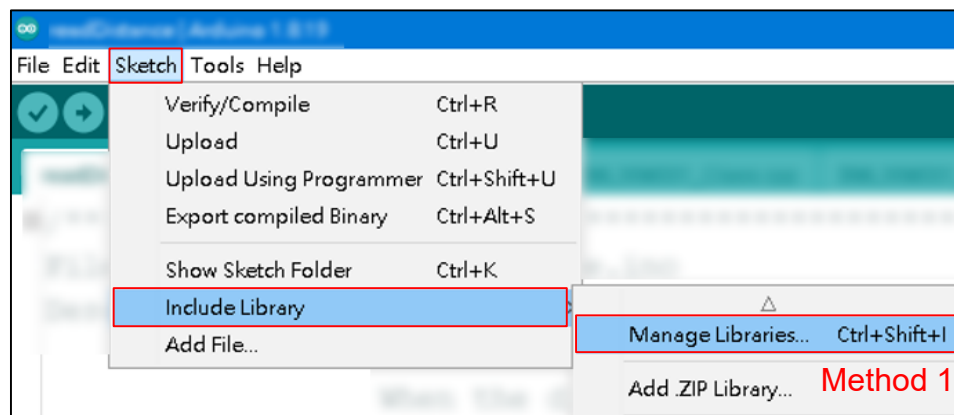 File Edit Sketch Tools Help
Verify/Compile Ctrl+R
Upload Ctrl+U
Upload Using Programmer Ctrl+Shift+U
Export compiled Binary Ctrl+Alt+S
Show Sketch Folder Ctrl+K
Include Library
Add File...
Manage Libraries... Ctrl+Shift+I
Add .ZIP Library...
Method 1